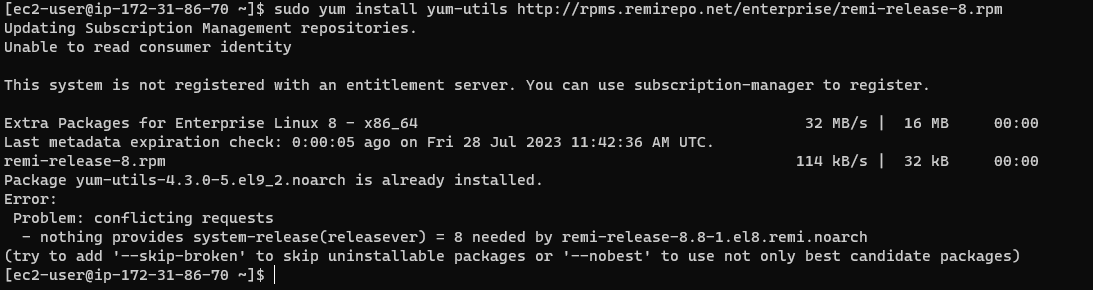 [ec2-user@ip-172-31-86-70 ~]$ sudo yum install yum-utils http://rpms.remirepo.net/enterprise/remi-release-8.rpm
Updating Subscription Management repositories.
Unable to read consumer identity
This system is not registered with an entitlement server. You can use subscription-manager to register.
Extra Packages for Enterprise Linux 8 - x86_64 32 MB/s | 16 MB 00:00
Last metadata expiration check: 0:00:05 ago on Fri 28 Jul 2023 11:42:36 AM UTC.
remi-release-8.rpm 114 kB/s | 32 kB 00:00
Package yum-utils-4.3.0-5.el9_2.noarch is already installed.
Error:
Problem: conflicting requests
- nothing provides system-release(releasever) = 8 needed by remi-release-8.8-1.el8.remi.noarch
(try to add '--skip-broken' to skip uninstallable packages or '--nobest' to use not only best candidate packages)
[ec2-user@ip-172-31-86-70 ~]$